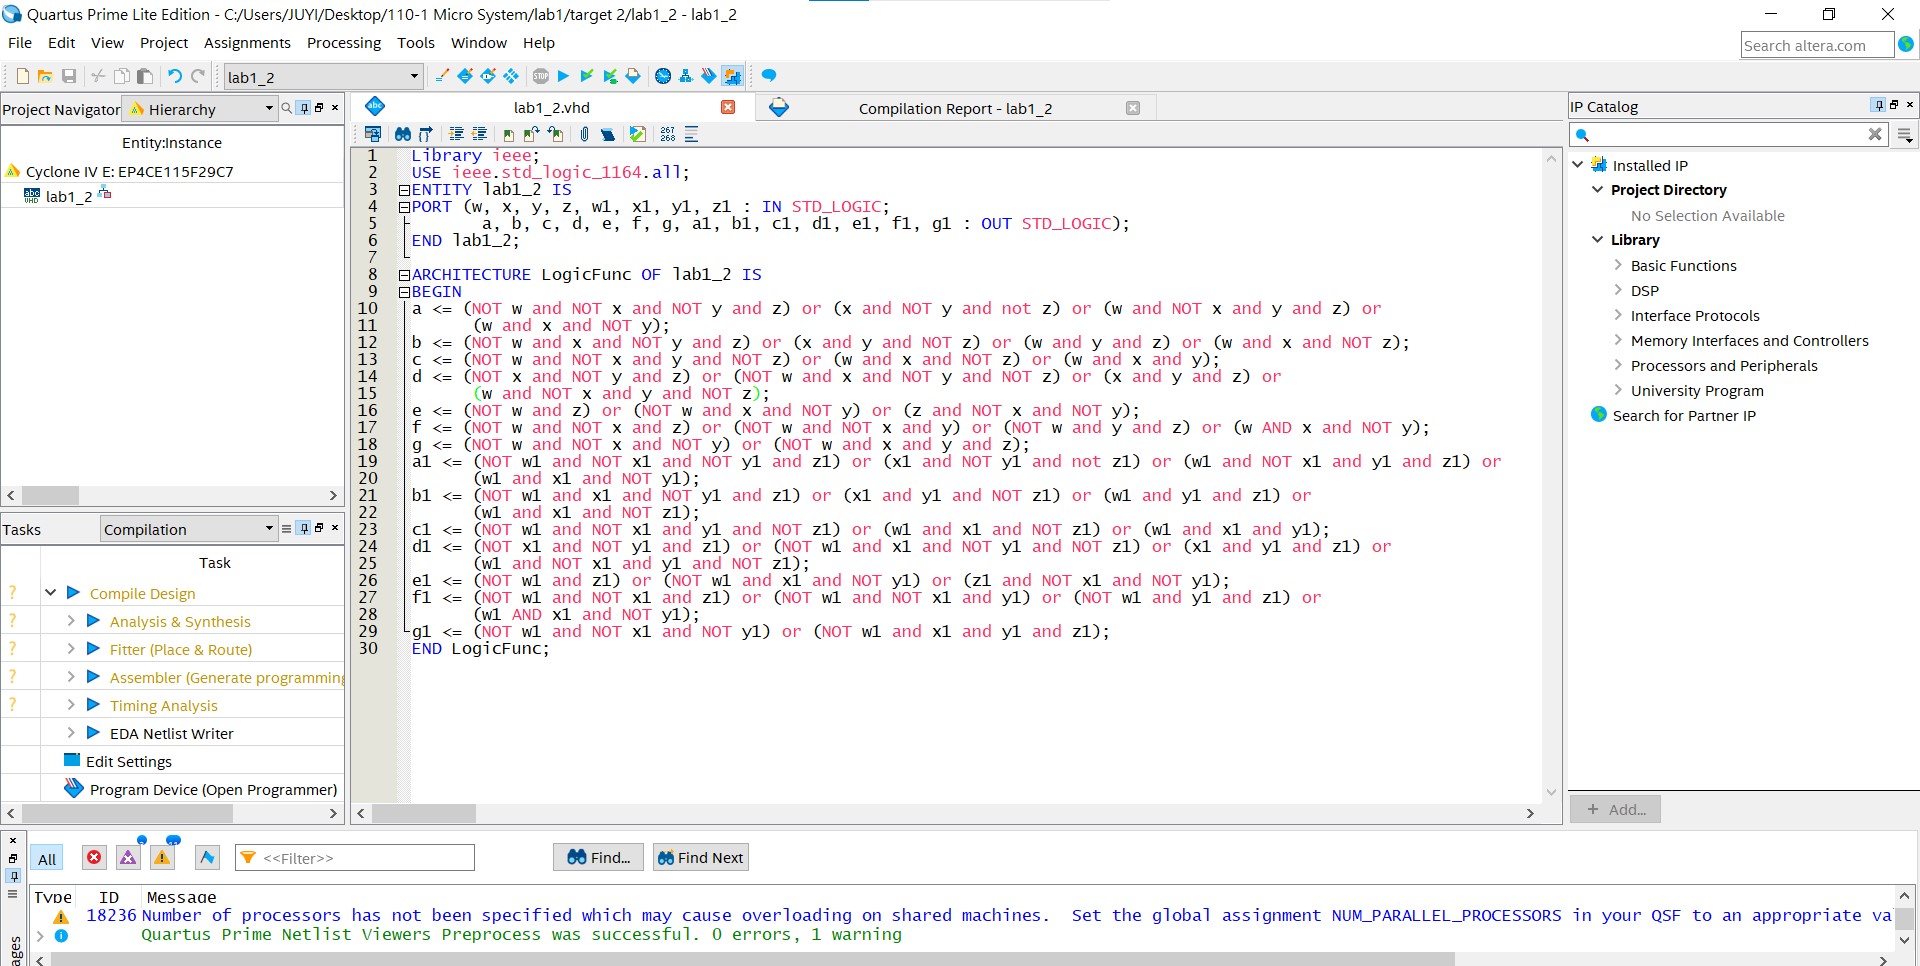 Quartus Prime Lite Edition - C:/Users/JUYI/Desktop/110-1 Micro System/lab1/target 2/lab1_2 - lab1_2
File Edit View Project Assignments Processing Tools Window Help
Search altera.com
lab1_2
STOP
Project Navigator Hierarchy
Entity:Instance
Cyclone IV E: EP4CE115F29C7
abc VHD lab1_2
Tasks Compilation
Task
Compile Design
Analysis & Synthesis
Fitter (Place & Route)
Assembler (Generate programming
Timing Analysis
EDA Netlist Writer
Edit Settings
Program Device (Open Programmer)
abc lab1_2.vhd
Compilation Report - lab1_2
267 268
1 Library ieee;
2 USE ieee.std_logic_1164.all;
3 ENTITY lab1_2 IS
4 PORT (w, x, y, z, w1, x1, y1, z1 : IN STD_LOGIC;
5 a, b, c, d, e, f, g, a1, b1, c1, d1, e1, f1, g1 : OUT STD_LOGIC);
6 END lab1_2;
7
8 ARCHITECTURE LogicFunc OF lab1_2 IS
9 BEGIN
10 a <= (NOT w and NOT x and NOT y and z) or (x and NOT y and not z) or (w and NOT x and y and z) or
11 (w and x and NOT y);
12 b <= (NOT w and x and NOT y and z) or (x and y and NOT z) or (w and y and z) or (w and x and NOT z);
13 c <= (NOT w and NOT x and y and NOT z) or (w and x and NOT z) or (w and x and y);
14 d <= (NOT x and NOT y and z) or (NOT w and x and NOT y and NOT z) or (x and y and z) or
15 (w and NOT x and y and NOT z);
16 e <= (NOT w and z) or (NOT w and x and NOT y) or (z and NOT x and NOT y);
17 f <= (NOT w and NOT x and z) or (NOT w and NOT x and y) or (NOT w and y and z) or (w AND x and NOT y);
18 g <= (NOT w and NOT x and NOT y) or (NOT w and x and y and z);
19 a1 <= (NOT w1 and NOT x1 and NOT y1 and z1) or (x1 and NOT y1 and not z1) or (w1 and NOT x1 and y1 and z1) or
20 (w1 and x1 and NOT y1);
21 b1 <= (NOT w1 and x1 and NOT y1 and z1) or (x1 and y1 and NOT z1) or (w1 and y1 and z1) or
22 (w1 and x1 and NOT z1);
23 c1 <= (NOT w1 and NOT x1 and y1 and NOT z1) or (w1 and x1 and NOT z1) or (w1 and x1 and y1);
24 d1 <= (NOT x1 and NOT y1 and z1) or (NOT w1 and x1 and NOT y1 and NOT z1) or (x1 and y1 and z1) or
25 (w1 and NOT x1 and y1 and NOT z1);
26 e1 <= (NOT w1 and z1) or (NOT w1 and x1 and NOT y1) or (z1 and NOT x1 and NOT y1);
27 f1 <= (NOT w1 and NOT x1 and z1) or (NOT w1 and NOT x1 and y1) or (NOT w1 and y1 and z1) or
28 (w1 AND x1 and NOT y1);
29 g1 <= (NOT w1 and NOT x1 and NOT y1) or (NOT w1 and x1 and y1 and z1);
30 END LogicFunc;
IP Catalog
Installed IP
Project Directory
No Selection Available
Library
Basic Functions
DSP
Interface Protocols
Memory Interfaces and Controllers
Processors and Peripherals
University Program
Search for Partner IP
+ Add...
All <<Filter>> Find... Find Next
Type ID Message
18236 Number of processors has not been specified which may cause overloading on shared machines. Set the global assignment NUM_PARALLEL_PROCESSORS in your QSF to an appropriate va
Quartus Prime Netlist Viewers Preprocess was successful. 0 errors, 1 warning
ages